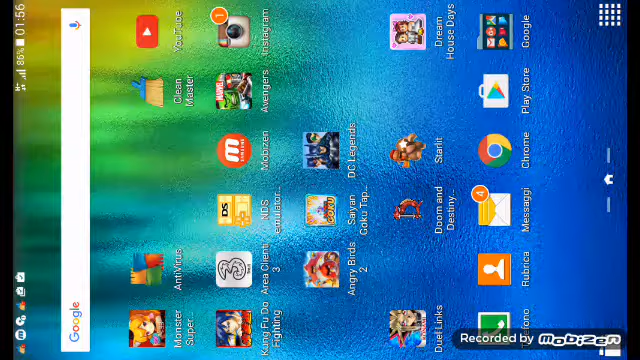 86% 01:56
Google
Monster
Super...
AntiVirus
Clean
Master
YouTube
Kung Fu Do
Fighting
Area Clienti
3
NDS
emulator..
Mobizen
Avengers
1
Instagram
Angry Birds
2
Saiyan
Goku Tap..
DC Legends
Duel Links
Doom and
Destiny..
Starlit
Dream
House Days
Rubrica
4
Messaggi
Chrome
Play Store
Google
Recorded by Mobizen